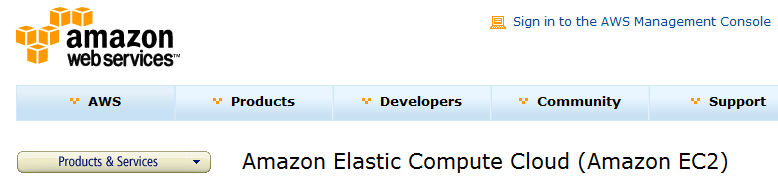 amazon
webservices™
Sign in to the AWS Management Console
AWS
Products
Developers
Community
Support
Products & Services
Amazon Elastic Compute Cloud (Amazon EC2)